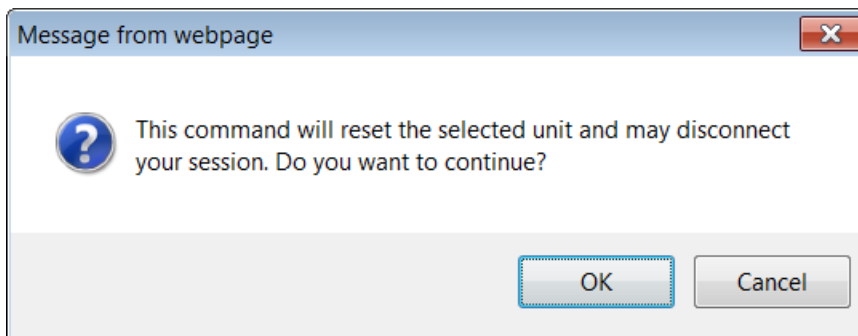 Message from webpage
This command will reset the selected unit and may disconnect
your session. Do you want to continue?
OK
Cancel